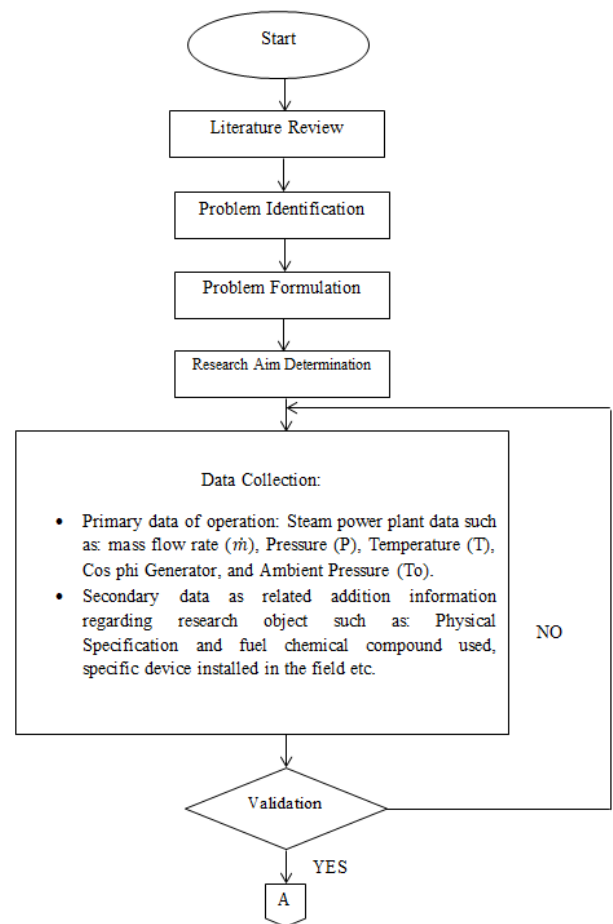 Start
Literature Review
Problem Identification
Problem Formulation
Research Aim Determination
Data Collection:
• Primary data of operation: Steam power plant data such
as: mass flow rate (ṁ), Pressure (P), Temperature (T),
Cos phi Generator, and Ambient Pressure (To).
• Secondary data as related addition information
regarding research object such as: Physical
Specification and fuel chemical compound used,
specific device installed in the field etc.
NO
Validation
YES
A